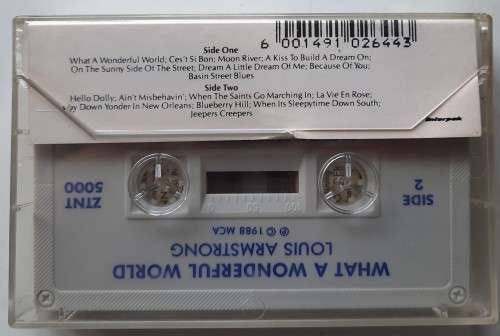 6 001491 026443
Side One
What A Wonderful World; Ces't Si Bon; Moon River; A Kiss To Build A Dream On;
On The Sunny Side Of The Street; Dream A Little Dream Of Me; Because Of You;
Basin Street Blues
Side Two
Hello Dolly; Ain't Misbehavin'; When The Saints Go Marching In; La Vie En Rose;
Down Yonder In New Orleans; Blueberry Hill; When Its Sleepytime Down South;
Jeepers Creepers
interpak
WHAT A WONDERFUL WORLD
LOUIS ARMSTRONG
℗ © 1988 MCA
SIDE
2
ZTNT
5000
100 50 0